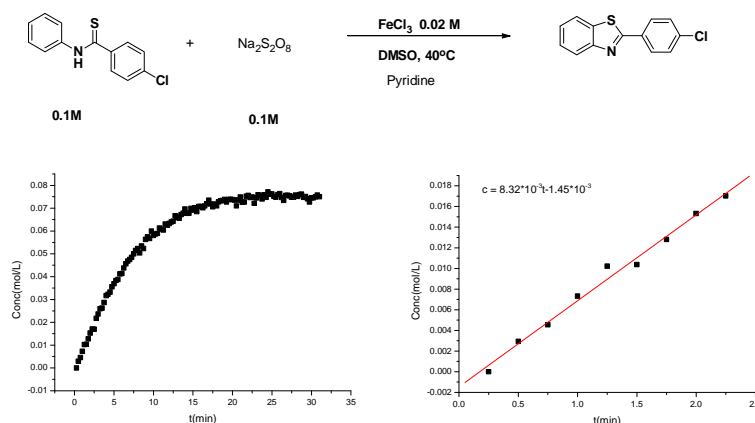 S
N
H
Cl
+
Na₂S₂O₈
FeCl₃ 0.02 M
DMSO, 40°C
Pyridine
S
N
Cl
0.1M
0.1M
0.08
0.07
0.06
0.05
0.04
0.03
0.02
0.01
0.00
-0.01
Conc(mol/L)
0 5 10 15 20 25 30 35
t(min)
c = 8.32*10⁻³t-1.45*10⁻³
0.018
0.016
0.014
0.012
0.010
0.008
0.006
0.004
0.002
0.000
-0.002
Conc(mol/L)
0.0 0.5 1.0 1.5 2.0
t(min)